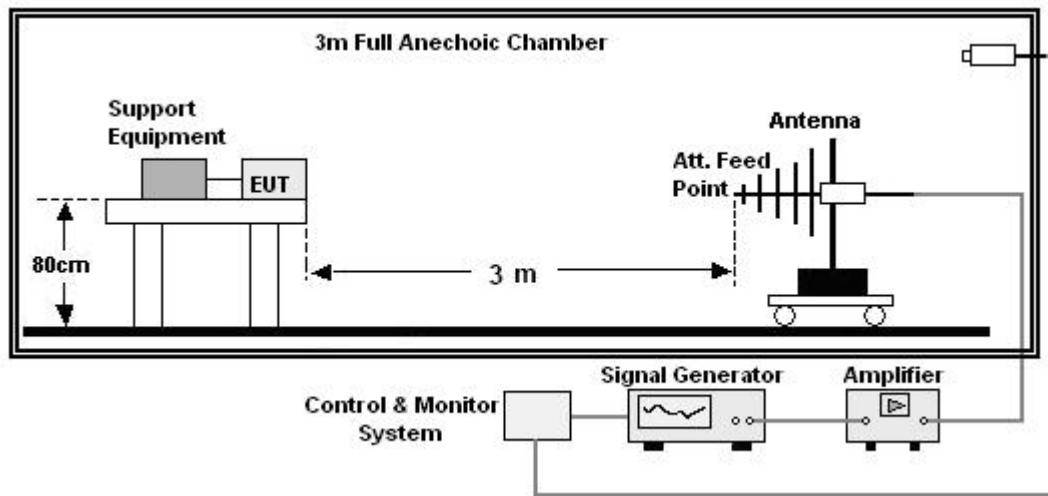 3m Full Anechoic Chamber
Support
Equipment
EUT
80cm
3 m
Antenna
Att. Feed
Point
Signal Generator
Amplifier
Control & Monitor
System